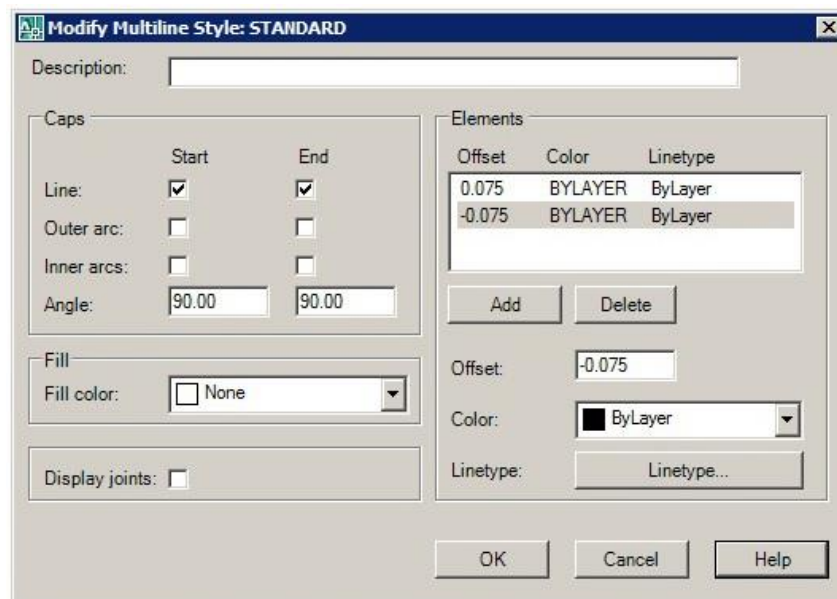 Modify Multiline Style: STANDARD
Description:
Caps
Start End
Line:
Outer arc:
Inner arcs:
Angle: 90.00 90.00
Fill
Fill color: None
Display joints:
Elements
Offset Color Linetype
0.075 BYLAYER ByLayer
-0.075 BYLAYER ByLayer
Add Delete
Offset: -0.075
Color: ByLayer
Linetype: Linetype...
OK Cancel Help